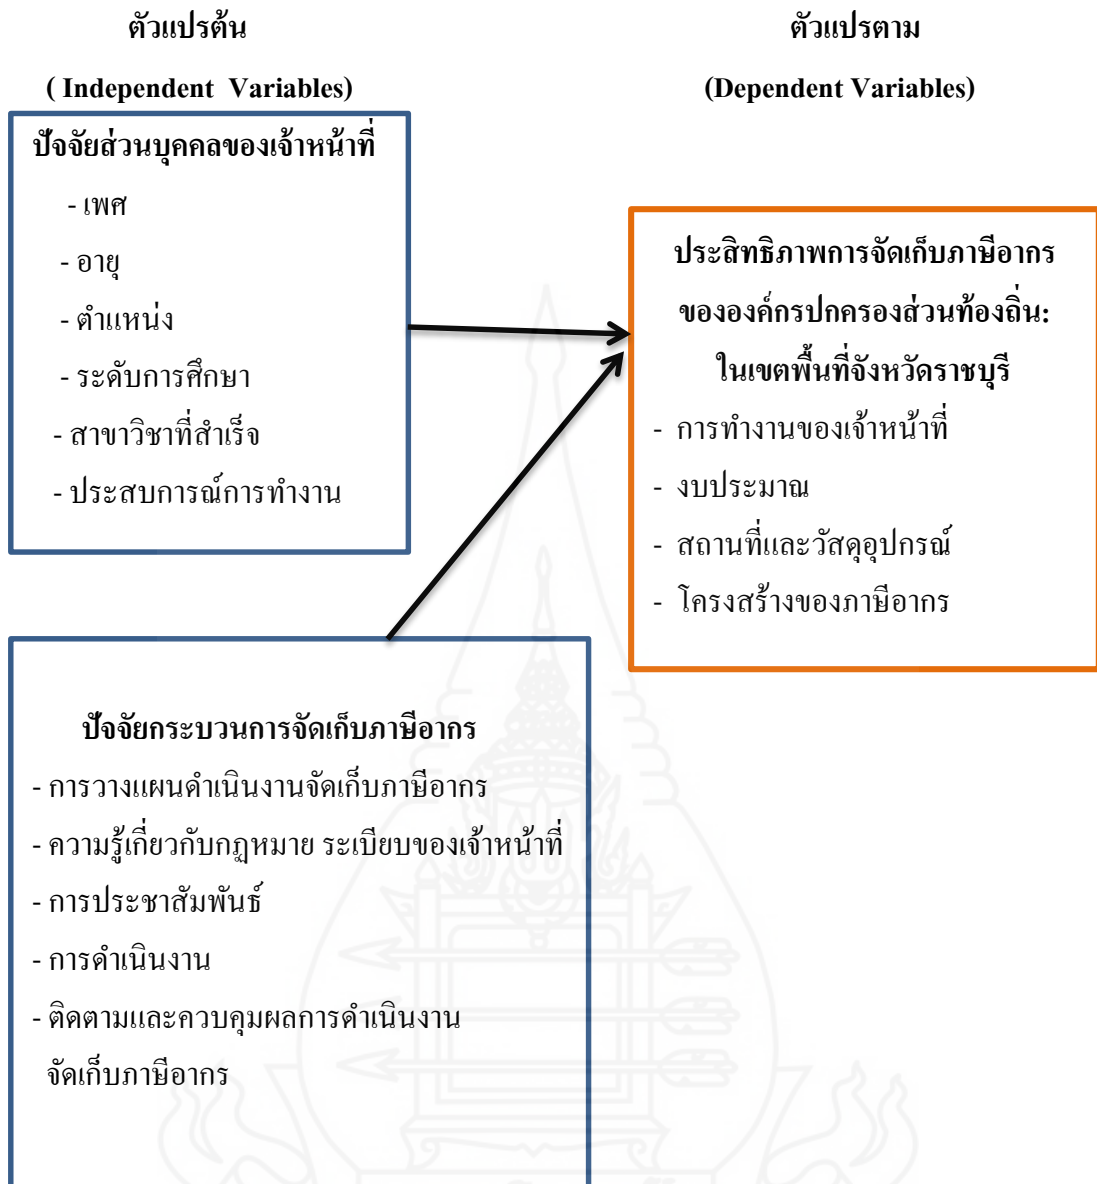 ตัวแปรต้น
( Independent Variables)
ปัจจัยส่วนบุคคลของเจ้าหน้าที่
- เพศ
- อายุ
- ตำแหน่ง
- ระดับการศึกษา
- สาขาวิชาที่สำเร็จ
- ประสบการณ์การทำงาน
ปัจจัยกระบวนการจัดเก็บภาษีอากร
- การวางแผนดำเนินงานจัดเก็บภาษีอากร
- ความรู้เกี่ยวกับกฎหมาย ระเบียบของเจ้าหน้าที่
- การประชาสัมพันธ์
- การดำเนินงาน
- ติดตามและควบคุมผลการดำเนินงาน
จัดเก็บภาษีอากร
ตัวแปรตาม
(Dependent Variables)
ประสิทธิภาพการจัดเก็บภาษีอากร
ขององค์กรปกครองส่วนท้องถิ่น:
ในเขตพื้นที่จังหวัดราชบุรี
- การทำงานของเจ้าหน้าที่
- งบประมาณ
- สถานที่และวัสดุอุปกรณ์
- โครงสร้างของภาษีอากร